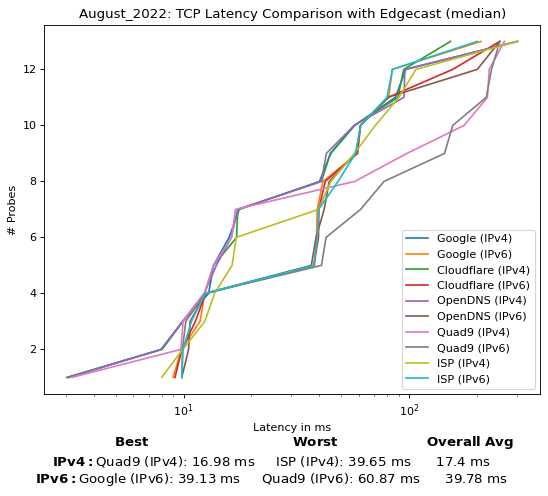 August_2022: TCP Latency Comparison with Edgecast (median)
12
10
8
6
4
2
# Probes
Google (IPv4)
Google (IPv6)
Cloudflare (IPv4)
Cloudflare (IPv6)
OpenDNS (IPv4)
OpenDNS (IPv6)
Quad9 (IPv4)
Quad9 (IPv6)
ISP (IPv4)
ISP (IPv6)
10¹ 10²
Latency in ms
Best Worst Overall Avg
IPv4: Quad9 (IPv4): 16.98 ms ISP (IPv4): 39.65 ms 17.4 ms
IPv6: Google (IPv6): 39.13 ms Quad9 (IPv6): 60.87 ms 39.78 ms